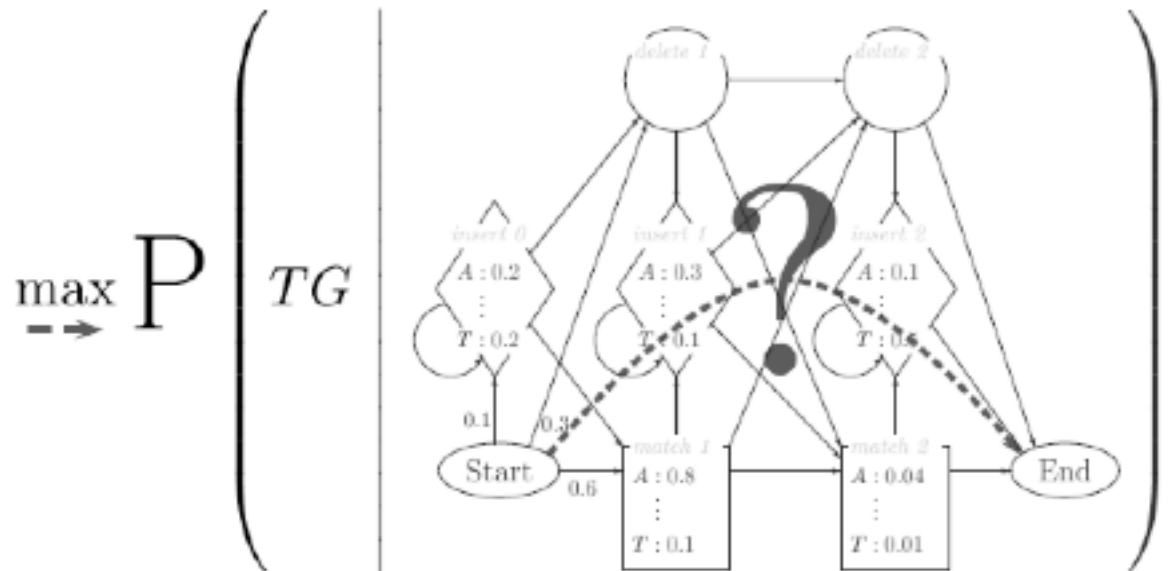 max P ( TG |
delete 1 delete 2
?
insert 0 insert 1 insert 2
A : 0.2 A : 0.3 A : 0.1
⋮ ⋮ ⋮
T : 0.2 T : 0.1 T : 0.
0.1 0.3
match 1 match 2
Start 0.6 A : 0.8 A : 0.04 End
⋮ ⋮
T : 0.1 T : 0.01
)